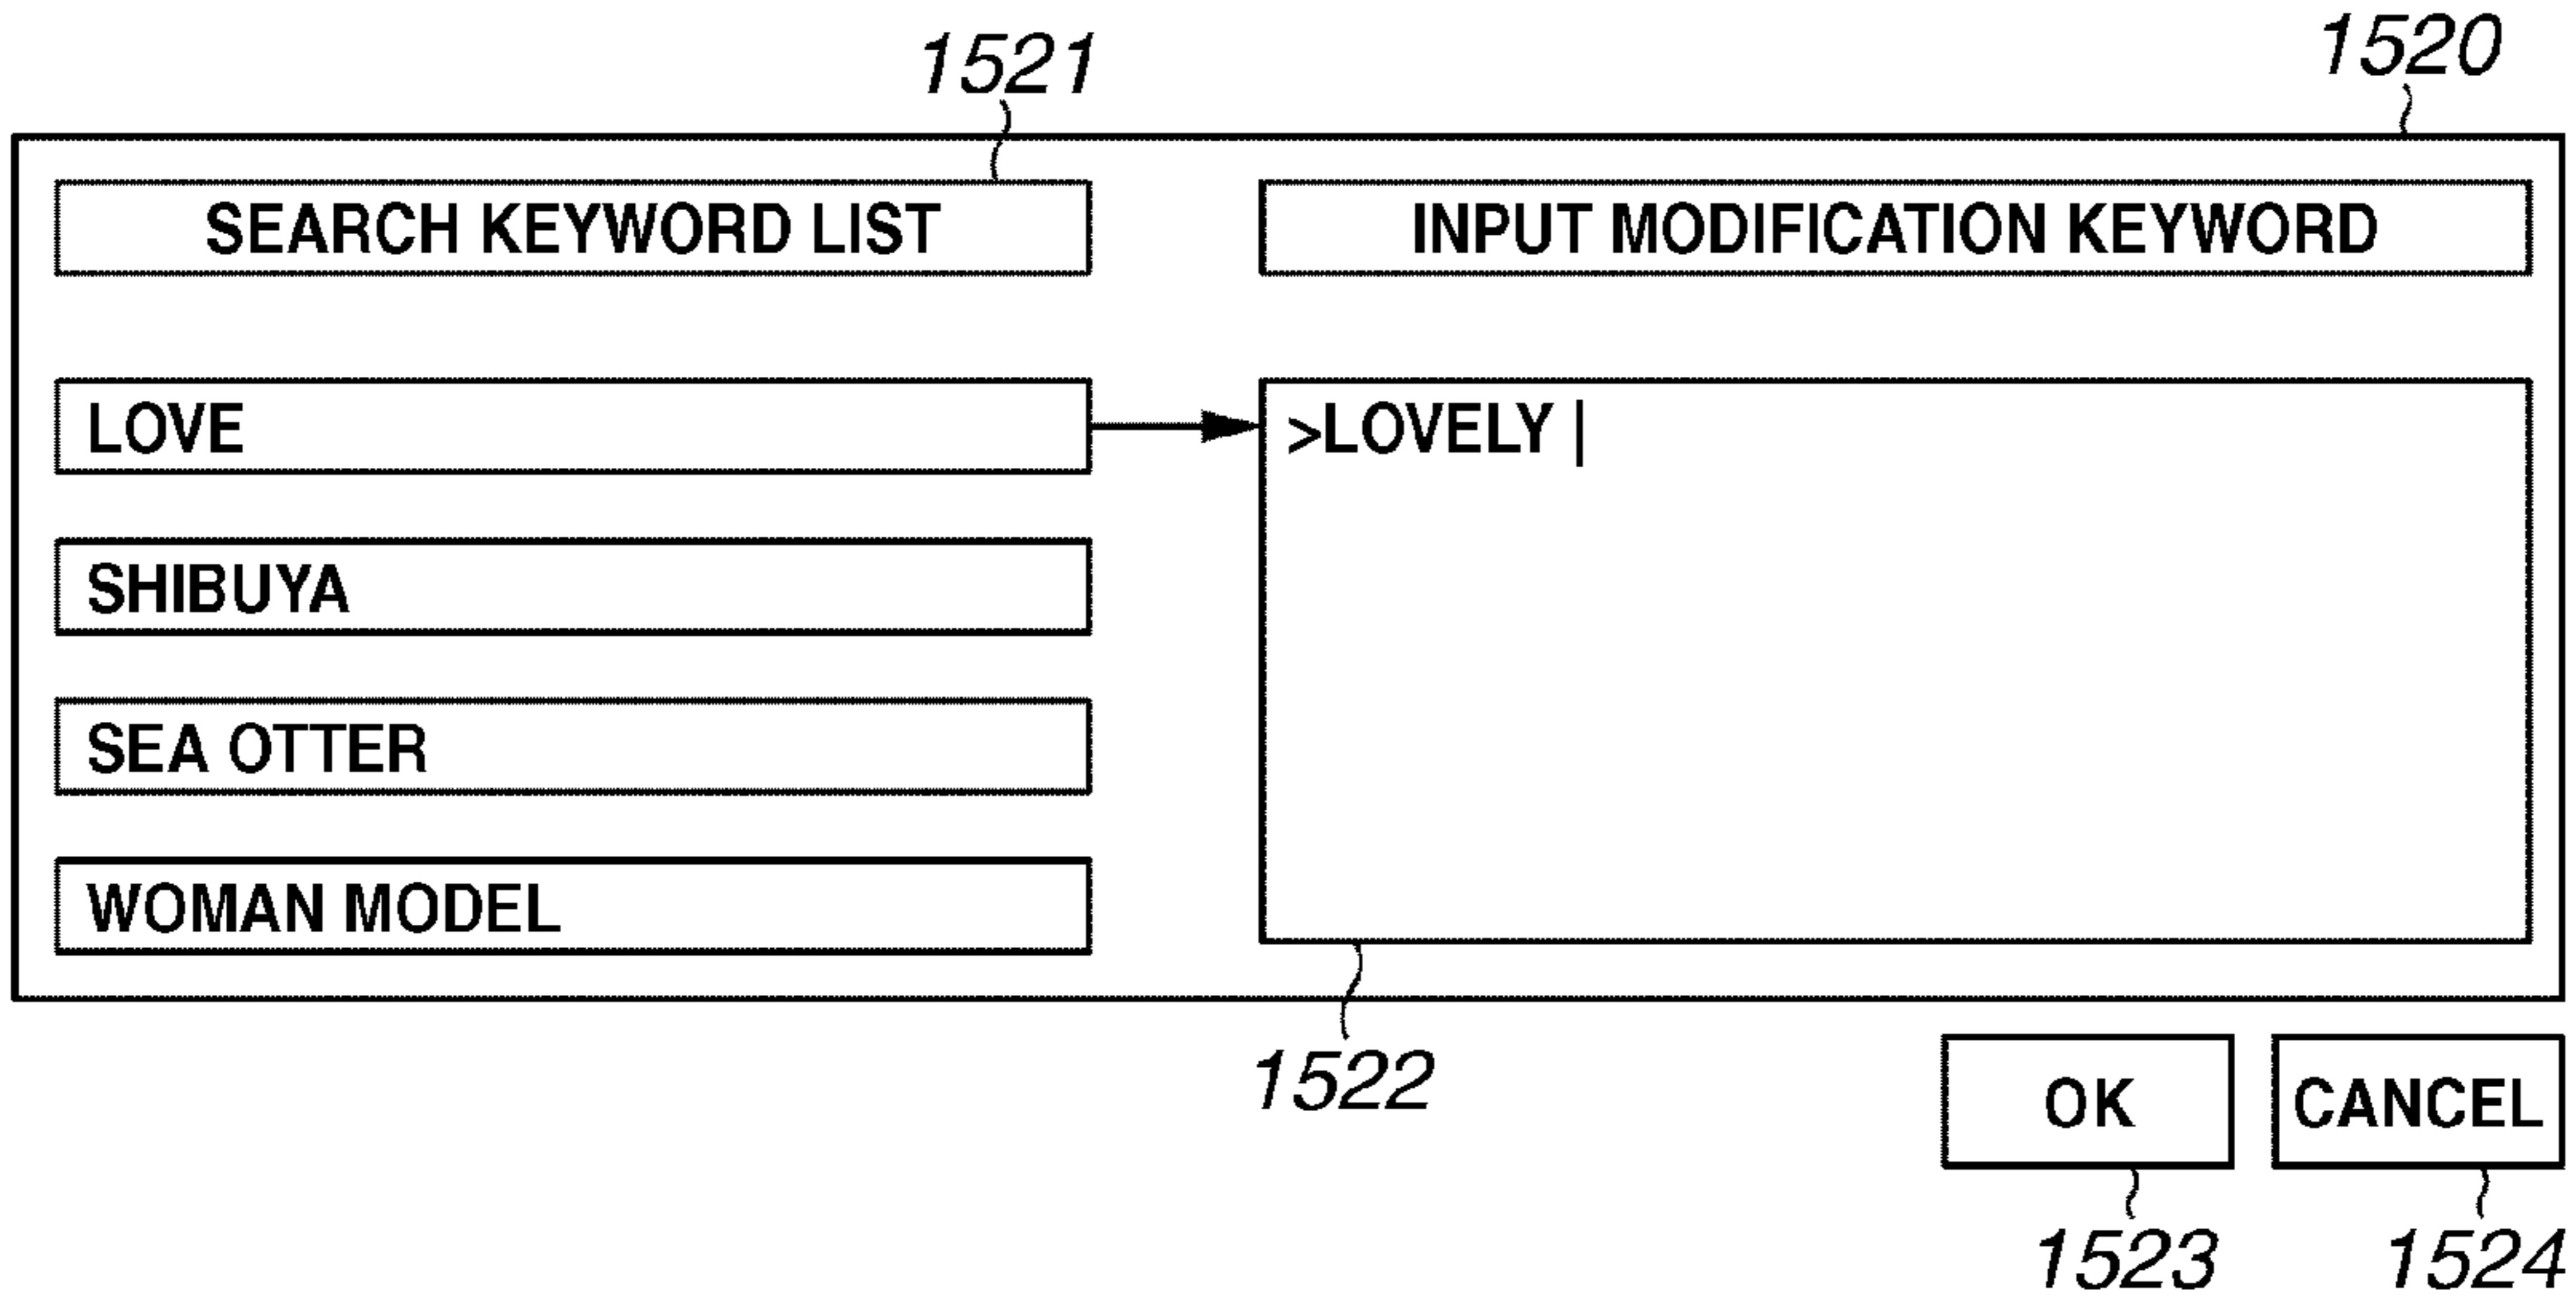 1521
1520
SEARCH KEYWORD LIST
INPUT MODIFICATION KEYWORD
LOVE
>LOVELY |
SHIBUYA
SEA OTTER
WOMAN MODEL
1522
OK
CANCEL
1523
1524